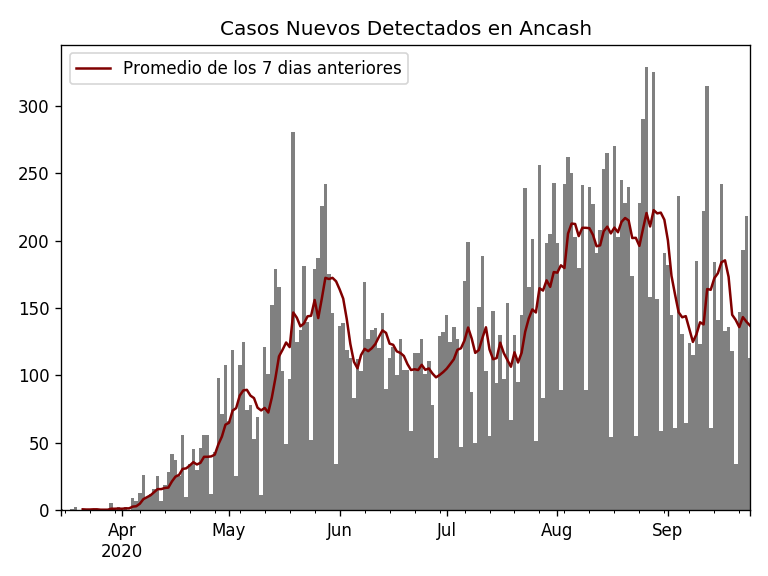 Casos Nuevos Detectados en Ancash
Promedio de los 7 dias anteriores
300
250
200
150
100
50
0
Apr May Jun Jul Aug Sep
2020